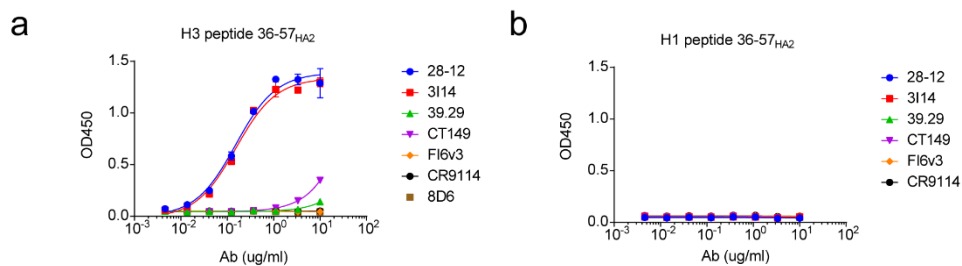 a
H3 peptide 36-57HA2
1.5
1.0
0.5
0.0
OD450
10-3
10-2
10-1
100
101
102
Ab (ug/ml)
28-12
3I14
39.29
CT149
FI6v3
CR9114
8D6
b
H1 peptide 36-57HA2
1.5
1.0
0.5
0.0
OD450
10-3
10-2
10-1
100
101
102
Ab (ug/ml)
28-12
3I14
39.29
CT149
FI6v3
CR9114